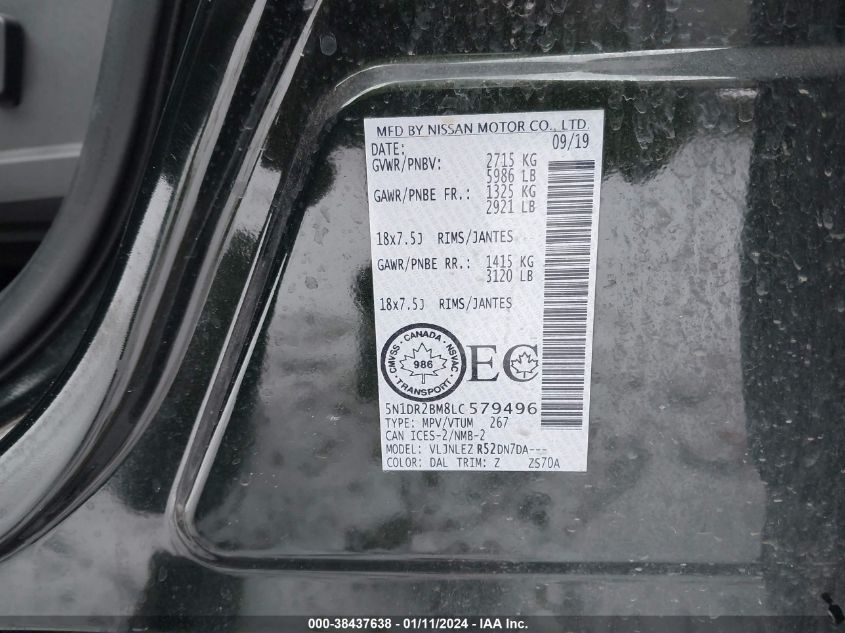 MFD BY NISSAN MOTOR CO., LTD.
DATE: 09/19
GVWR/PNBV: 2715 KG
5986 LB
GAWR/PNBE FR.: 1325 KG
2921 LB
18x7.5J RIMS/JANTES
GAWR/PNBE RR.: 1415 KG
3120 LB
18x7.5J RIMS/JANTES
CMVSS · CANADA · NSVAC
986
TRANSPORT
EC
5N1DR2BM8LC579496
TYPE: MPV/VTUM 267
CAN ICES-2/NMB-2
MODEL: VLJNLEZ R52DN7DA---
COLOR: DAL TRIM: Z ZS70A
000-38437638 - 01/11/2024 - IAA Inc.